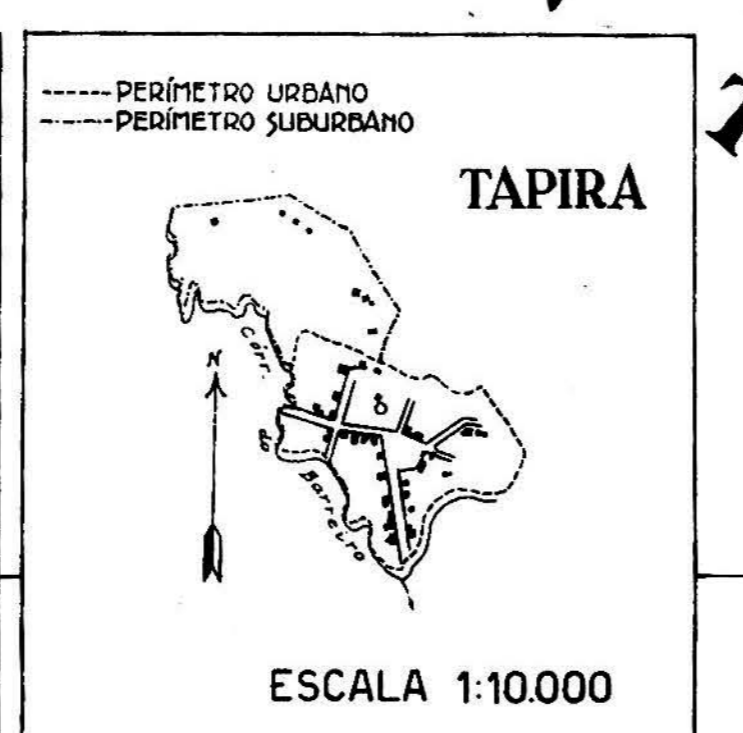 PERÍMETRO URBANO
PERÍMETRO SUBURBANO
TAPIRA
Córr.
do
Barreiro
N
ESCALA 1:10.000